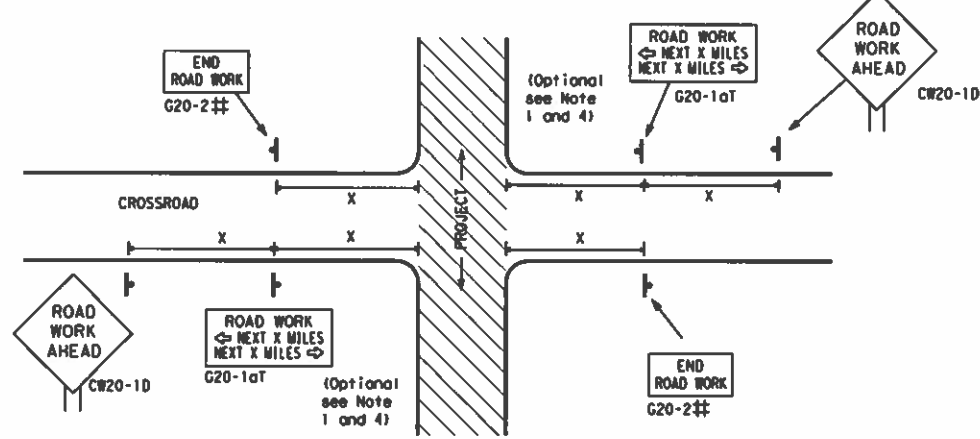 ROAD
WORK
AHEAD
CW20-1D
ROAD WORK
⇦ NEXT X MILES
NEXT X MILES ⇨
G20-1aT
(Optional
see Note
1 and 4)
END
ROAD WORK
G20-2#
X
X
X
CROSSROAD
PROJECT
X
X
X
ROAD
WORK
AHEAD
CW20-1D
ROAD WORK
⇦ NEXT X MILES
NEXT X MILES ⇨
G20-1aT
(Optional
see Note
1 and 4)
END
ROAD WORK
G20-2#